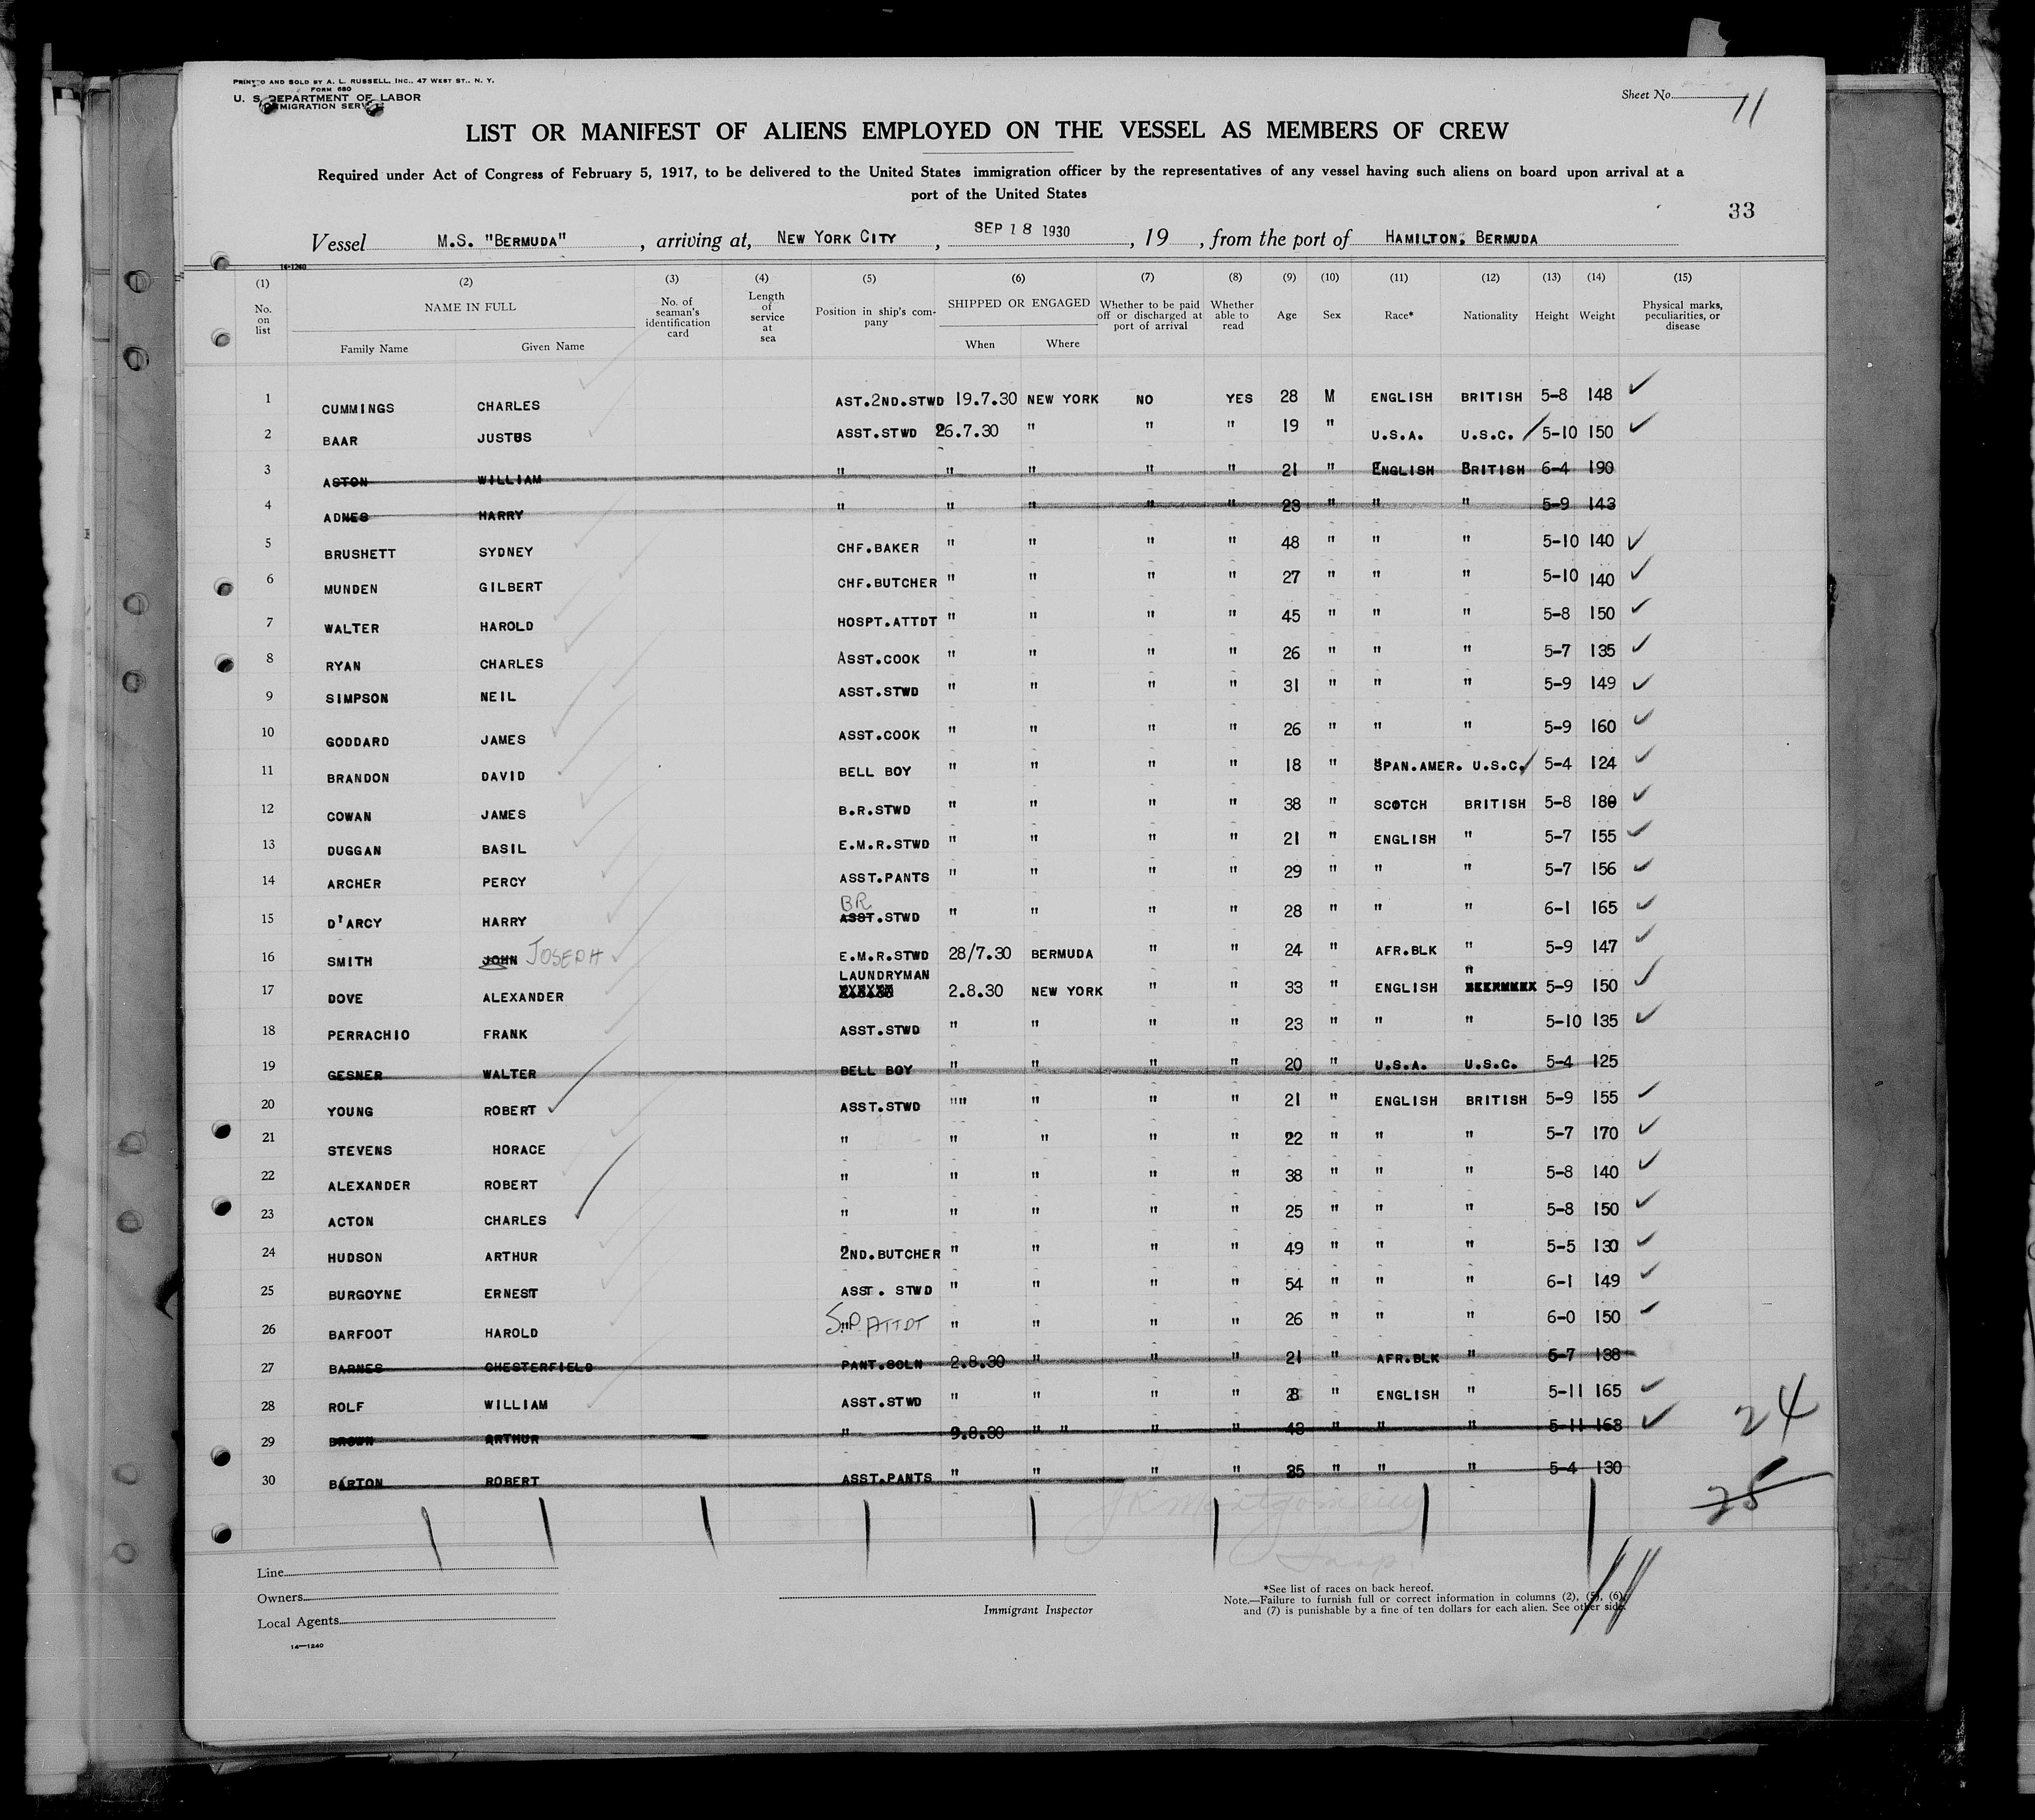 PRINTED AND SOLD BY A. L. RUSSELL, INC., 47 WEST ST., N. Y.
FORM 680
U. S. DEPARTMENT OF LABOR
IMMIGRATION SERVICE
Sheet No. 11
LIST OR MANIFEST OF ALIENS EMPLOYED ON THE VESSEL AS MEMBERS OF CREW
Required under Act of Congress of February 5, 1917, to be delivered to the United States immigration officer by the representatives of any vessel having such aliens on board upon arrival at a
port of the United States
33
Vessel M.S. "BERMUDA", arriving at, NEW YORK CITY, SEP 18 1930, 19 , from the port of HAMILTON, BERMUDA
14-1240
(1) (2) (3) (4) (5) (6) (7) (8) (9) (10) (11) (12) (13) (14) (15)
No. on list NAME IN FULL Family Name Given Name No. of seaman's identification card Length of service at sea Position in ship's company SHIPPED OR ENGAGED When Where Whether to be paid off or discharged at port of arrival Whether able to read Age Sex Race* Nationality Height Weight Physical marks, peculiarities, or disease
1 CUMMINGS CHARLES AST.2ND.STWD 19.7.30 NEW YORK NO YES 28 M ENGLISH BRITISH 5-8 148 ✓
2 BAAR JUSTUS ASST.STWD 26.7.30 " " " 19 " U.S.A. U.S.C. 5-10 150 ✓
3 ASTON WILLIAM " " " " " 21 " ENGLISH BRITISH 6-4 190
4 ADNES HARRY " " " " " 23 " " " 5-9 143
5 BRUSHETT SYDNEY CHF.BAKER " " " " 48 " " " 5-10 140 ✓
6 MUNDEN GILBERT CHF.BUTCHER " " " " 27 " " " 5-10 140 ✓
7 WALTER HAROLD HOSPT.ATTDT " " " " 45 " " " 5-8 150 ✓
8 RYAN CHARLES ASST.COOK " " " " 26 " " " 5-7 135 ✓
9 SIMPSON NEIL ASST.STWD " " " " 31 " " " 5-9 149 ✓
10 GODDARD JAMES ASST.COOK " " " " 26 " " " 5-9 160 ✓
11 BRANDON DAVID BELL BOY " " " " 18 " SPAN.AMER. U.S.C. 5-4 124 ✓
12 COWAN JAMES B.R.STWD " " " " 38 " SCOTCH BRITISH 5-8 180 ✓
13 DUGGAN BASIL E.M.R.STWD " " " " 21 " ENGLISH " 5-7 155 ✓
14 ARCHER PERCY ASST.PANTS " " " " 29 " " " 5-7 156 ✓
15 D'ARCY HARRY BR ASST.STWD " " " " 28 " " " 6-1 165 ✓
16 SMITH JOHN JOSEPH E.M.R.STWD 28/7.30 BERMUDA " " 24 " AFR.BLK " 5-9 147 ✓
17 DOVE ALEXANDER LAUNDRYMAN 2.8.30 NEW YORK " " 33 " ENGLISH " 5-9 150 ✓
18 PERRACHIO FRANK ASST.STWD " " " " 23 " " " 5-10 135 ✓
19 GESNER WALTER BELL BOY " " " " 20 " U.S.A. U.S.C. 5-4 125
20 YOUNG ROBERT ASST.STWD "" " " " 21 " ENGLISH BRITISH 5-9 155 ✓
21 STEVENS HORACE " " " " " 22 " " " 5-7 170 ✓
22 ALEXANDER ROBERT " " " " " 38 " " " 5-8 140 ✓
23 ACTON CHARLES " " " " " 25 " " " 5-8 150 ✓
24 HUDSON ARTHUR 2ND.BUTCHER " " " " 49 " " " 5-5 130 ✓
25 BURGOYNE ERNEST ASST. STWD " " " " 54 " " " 6-1 149 ✓
26 BARFOOT HAROLD S.P. ATTDT " " " " 26 " " " 6-0 150 ✓
27 BARNES CHESTERFIELD PANT.SCLN 2.8.30 " " " 21 " AFR.BLK " 5-7 138
28 ROLF WILLIAM ASST.STWD " " " " " ENGLISH " 5-11 165 ✓
29 BROWN ARTHUR " 9.8.30 " " " " 43 " " " 5-11 168 ✓
24
30 BARTON ROBERT ASST.PANTS " " " " 35 " " " 5-4 130
25
J K Montgomery
Insp.
Line
Owners
Local Agents
Immigrant Inspector
*See list of races on back hereof.
Note.—Failure to furnish full or correct information in columns (2), (5), (6),
and (7) is punishable by a fine of ten dollars for each alien. See other side.
14—1240